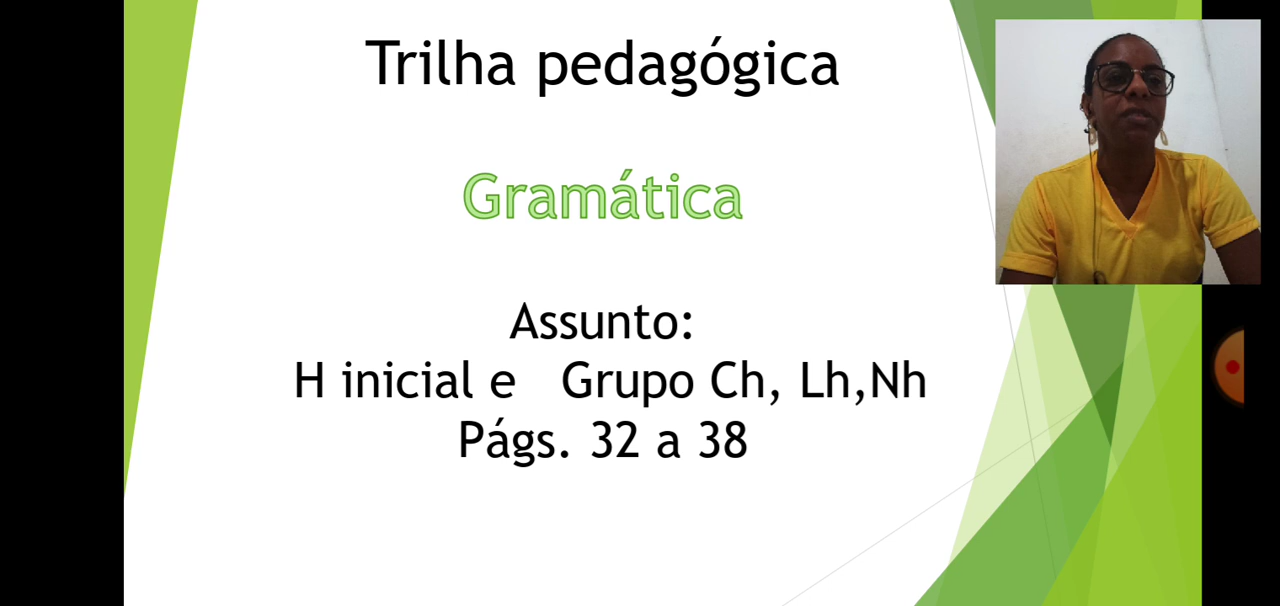 Trilha pedagógica
Gramática
Assunto:
H inicial e Grupo Ch, Lh,Nh
Págs. 32 a 38